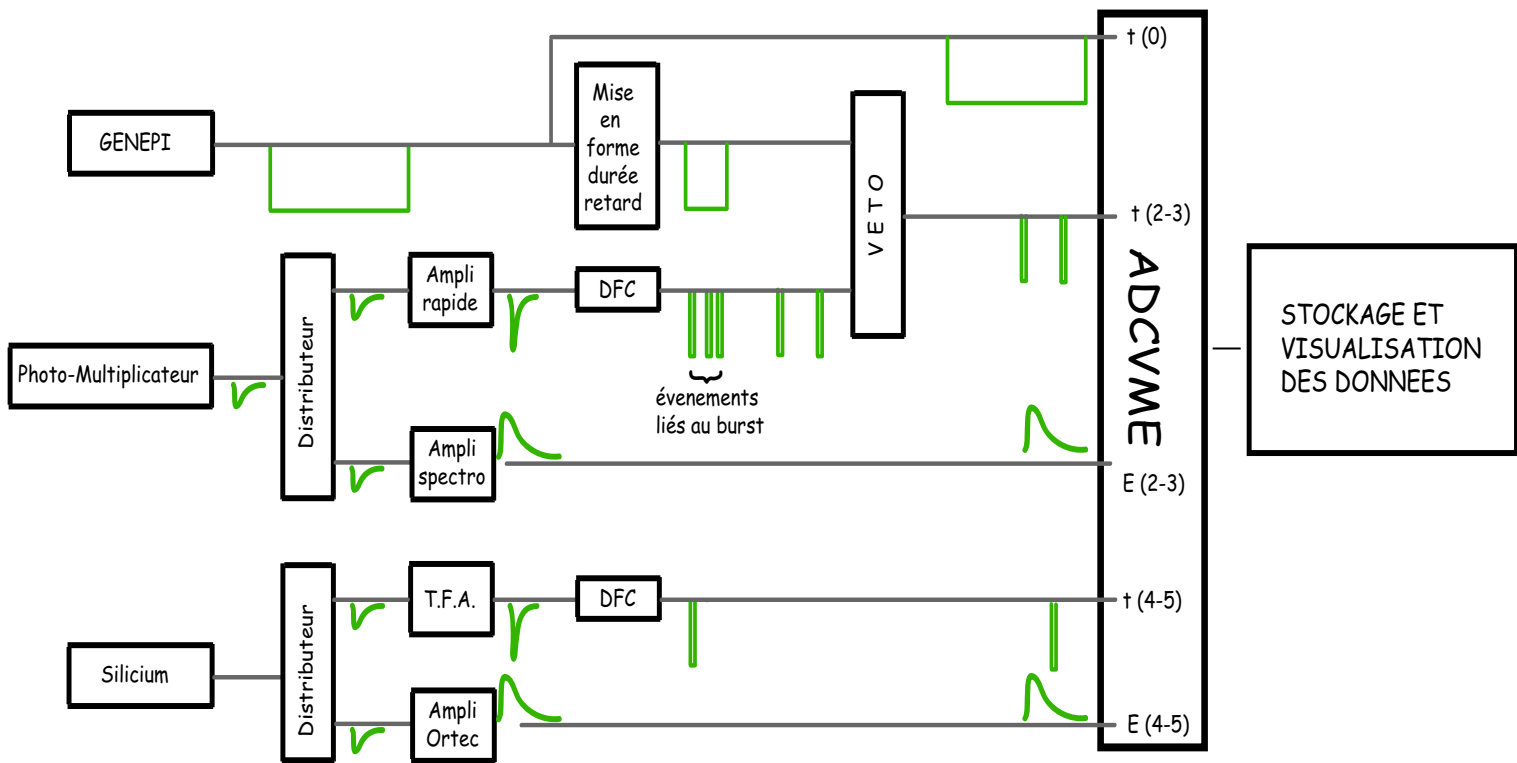 t (0)
GENEPI
Mise
en
forme
durée
retard
VETO
t (2-3)
Ampli
rapide
DFC
Distributeur
Photo-Multiplicateur
évenements
liés au burst
Ampli
spectro
E (2-3)
ADCVME
STOCKAGE ET
VISUALISATION
DES DONNEES
T.F.A.
DFC
t (4-5)
Distributeur
Silicium
Ampli
Ortec
E (4-5)